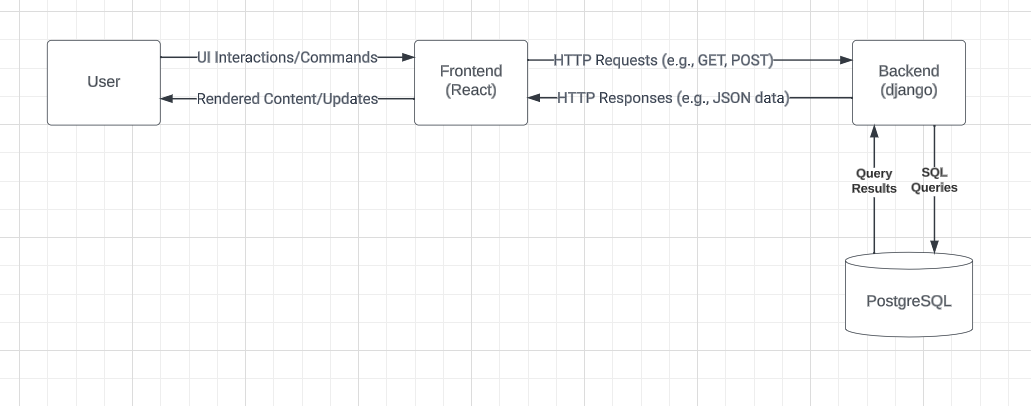 User
UI Interactions/Commands
Rendered Content/Updates
Frontend
(React)
HTTP Requests (e.g., GET, POST)
HTTP Responses (e.g., JSON data)
Backend
(django)
Query
Results
SQL
Queries
PostgreSQL